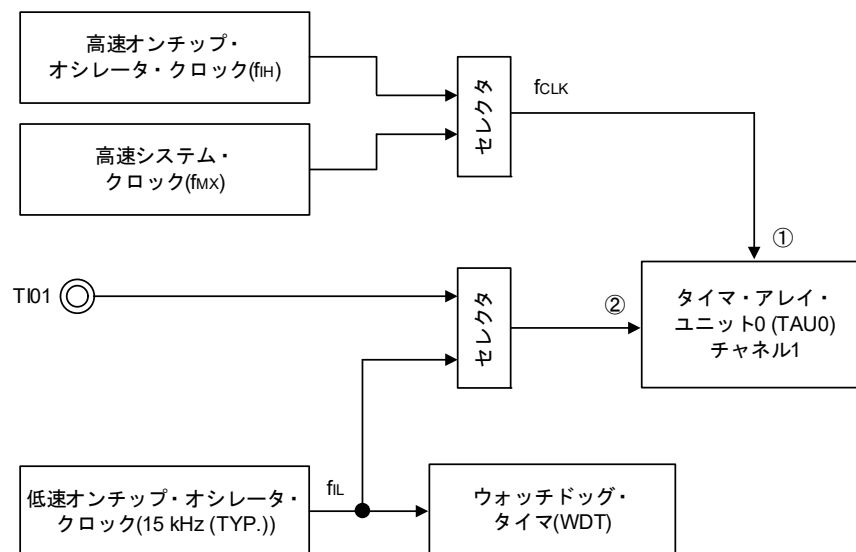 高速オンチップ・
オシレータ・クロック(fIH)
セレクタ
fCLK
高速システム・
クロック(fMX)
①
TI01
セレクタ
②
タイマ・アレイ・
ユニット0 (TAU0)
チャネル1
低速オンチップ・オシレータ・
クロック(15 kHz (TYP.))
fIL
ウォッチドッグ・
タイマ(WDT)